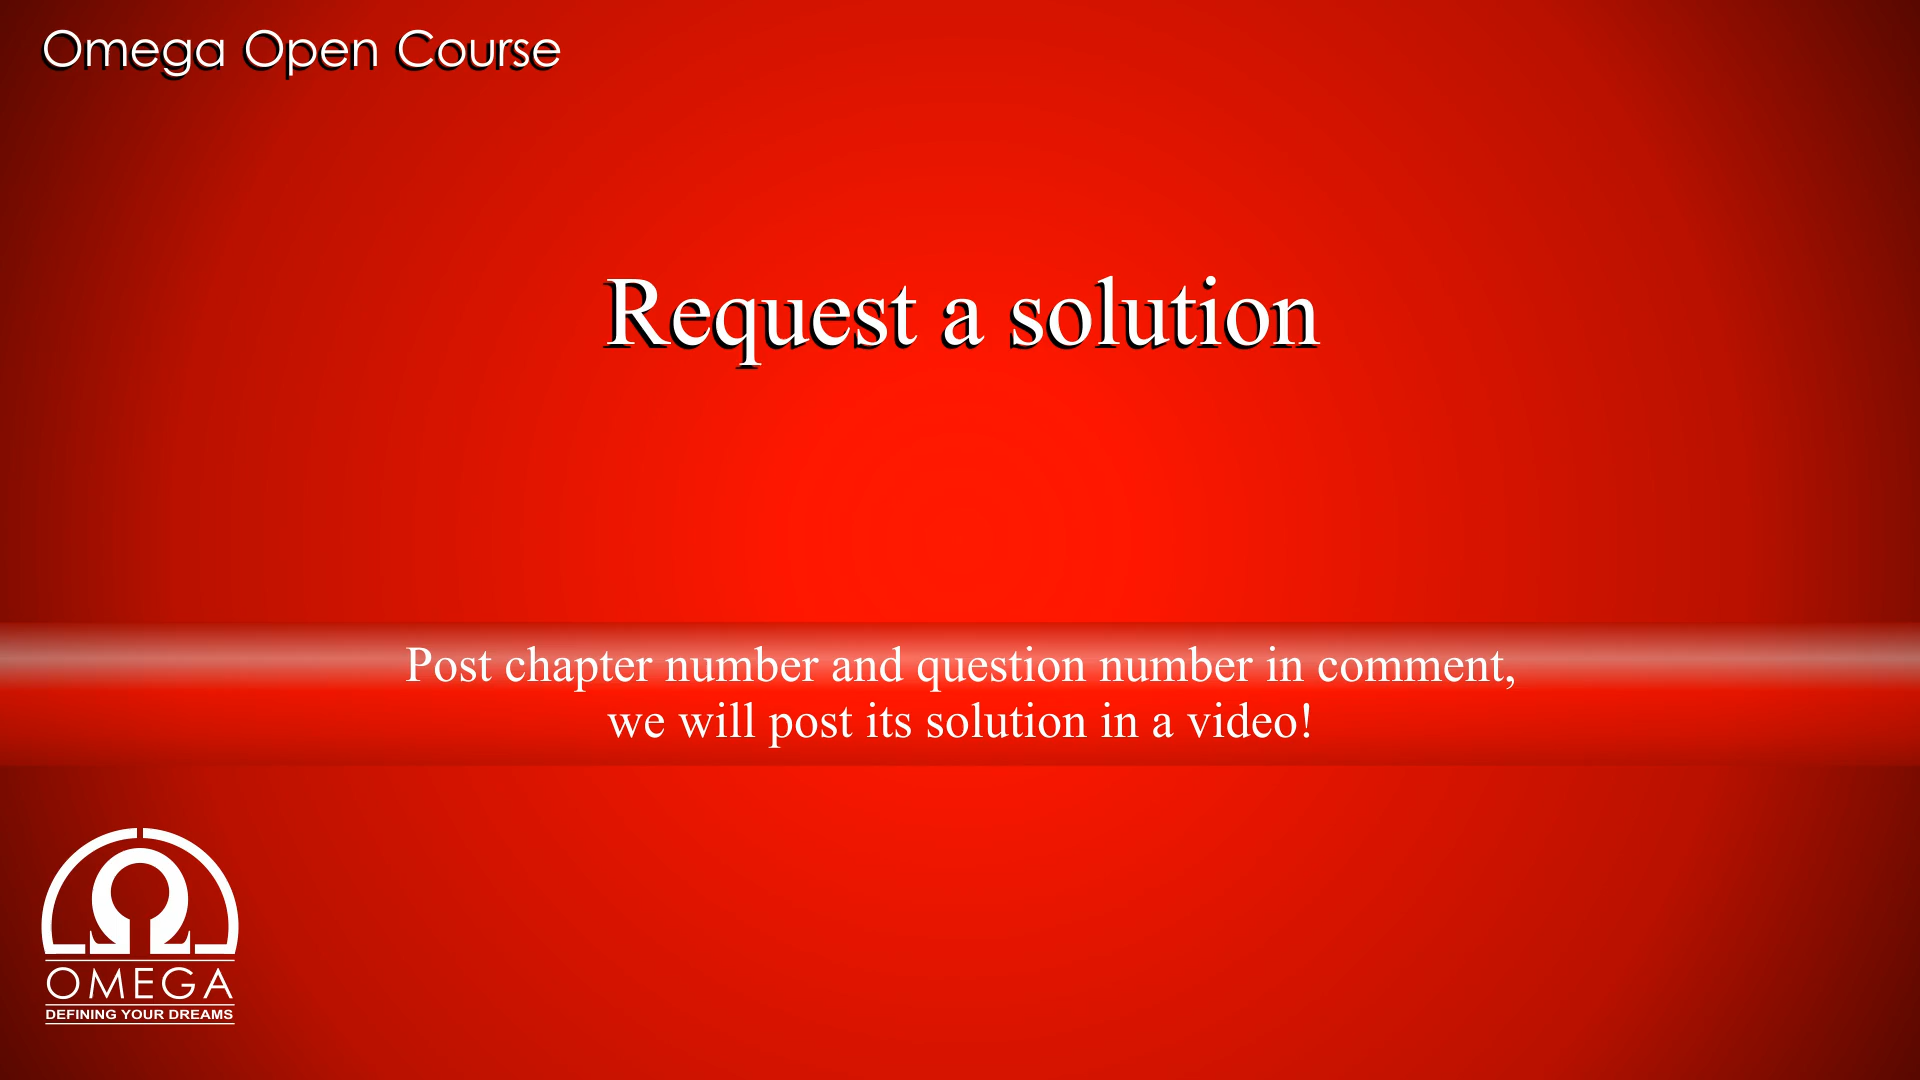 Omega Open Course
Request a solution
Post chapter number and question number in comment,
we will post its solution in a video!
OMEGA
DEFINING YOUR DREAMS